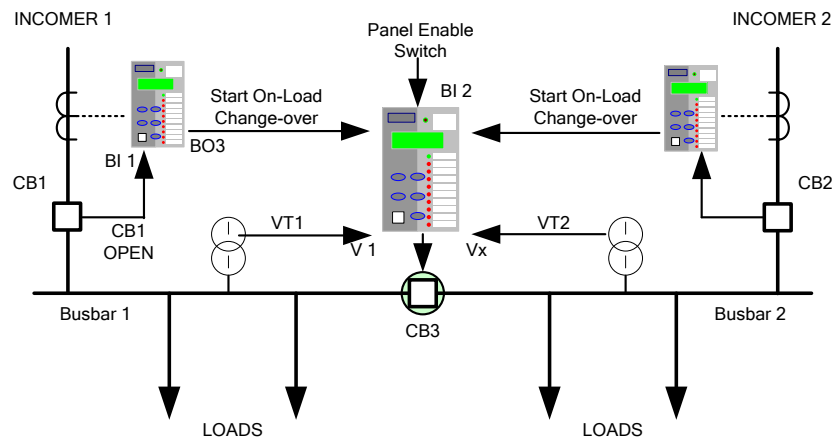 INCOMER 1
INCOMER 2
Panel Enable
Switch
BI 2
Start On-Load
Change-over
Start On-Load
Change-over
BI 1
BO3
CB1
CB2
CB1
OPEN
VT1
V 1
Vx
VT2
Busbar 1
CB3
Busbar 2
LOADS
LOADS